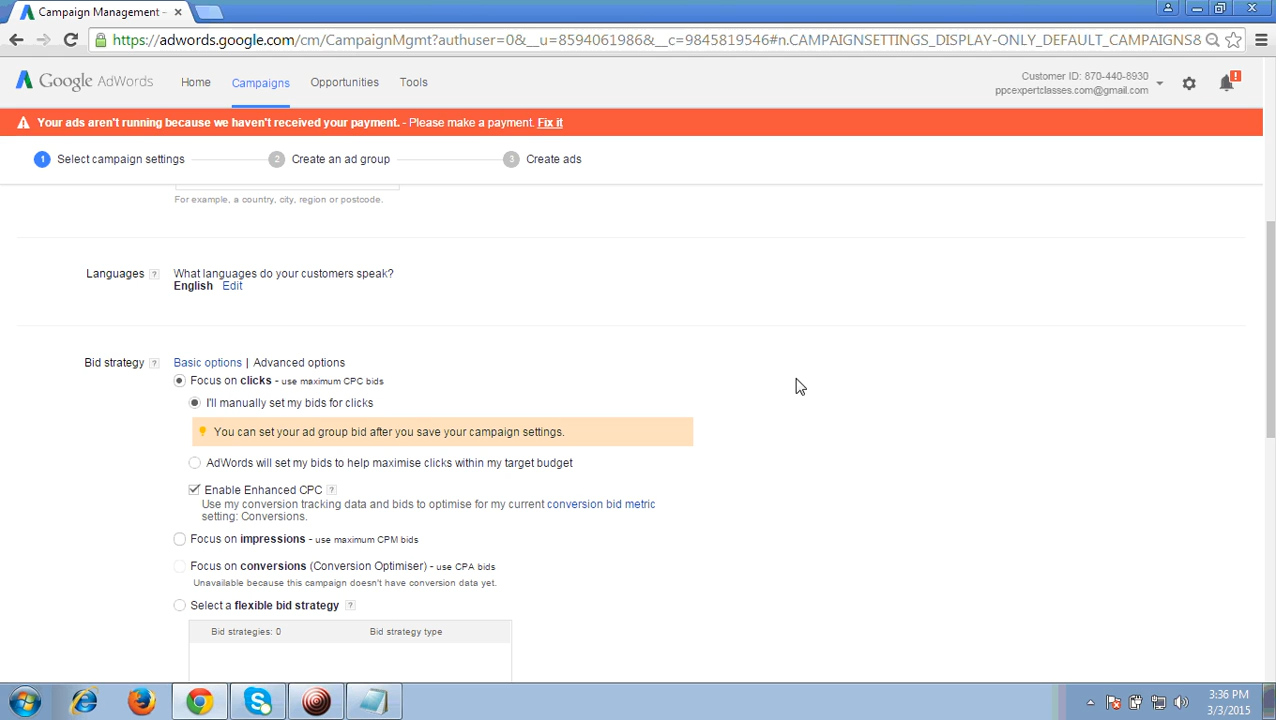 Campaign Management –
https://adwords.google.com/cm/CampaignMgmt?authuser=0&__u=8594061986&__c=9845819546#n.CAMPAIGNSETTINGS_DISPLAY-ONLY_DEFAULT_CAMPAIGNS&
Google AdWords
Home
Campaigns
Opportunities
Tools
Customer ID: 870-440-8930
ppcexpertclasses.com@gmail.com
Your ads aren't running because we haven't received your payment. - Please make a payment. Fix it
1 Select campaign settings
2 Create an ad group
3 Create ads
For example, a country, city, region or postcode.
Languages ? What languages do your customers speak?
English Edit
Bid strategy ? Basic options | Advanced options
Focus on clicks - use maximum CPC bids
I'll manually set my bids for clicks
You can set your ad group bid after you save your campaign settings.
AdWords will set my bids to help maximise clicks within my target budget
Enable Enhanced CPC ?
Use my conversion tracking data and bids to optimise for my current conversion bid metric
setting: Conversions.
Focus on impressions - use maximum CPM bids
Focus on conversions (Conversion Optimiser) - use CPA bids
Unavailable because this campaign doesn't have conversion data yet.
Select a flexible bid strategy ?
Bid strategies: 0 Bid strategy type
3:36 PM
3/3/2015